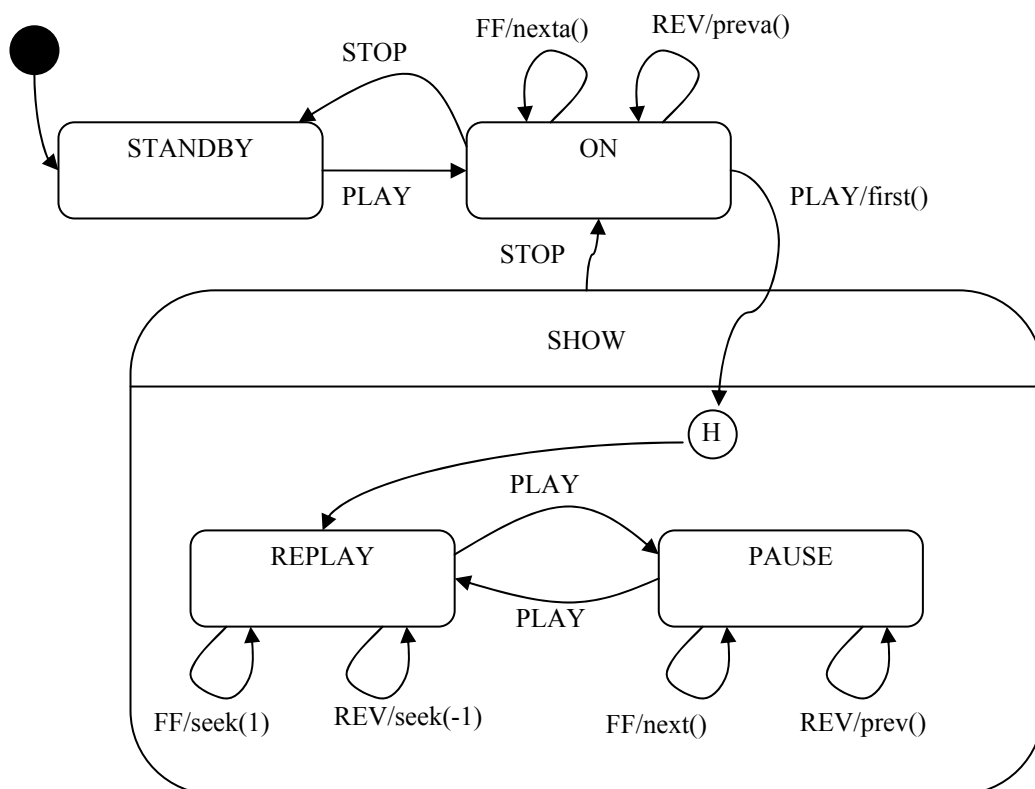 FF/nexta()
REV/preva()
STOP
STANDBY
ON
PLAY
PLAY/first()
STOP
SHOW
H
PLAY
REPLAY
PAUSE
PLAY
FF/seek(1)
REV/seek(-1)
FF/next()
REV/prev()